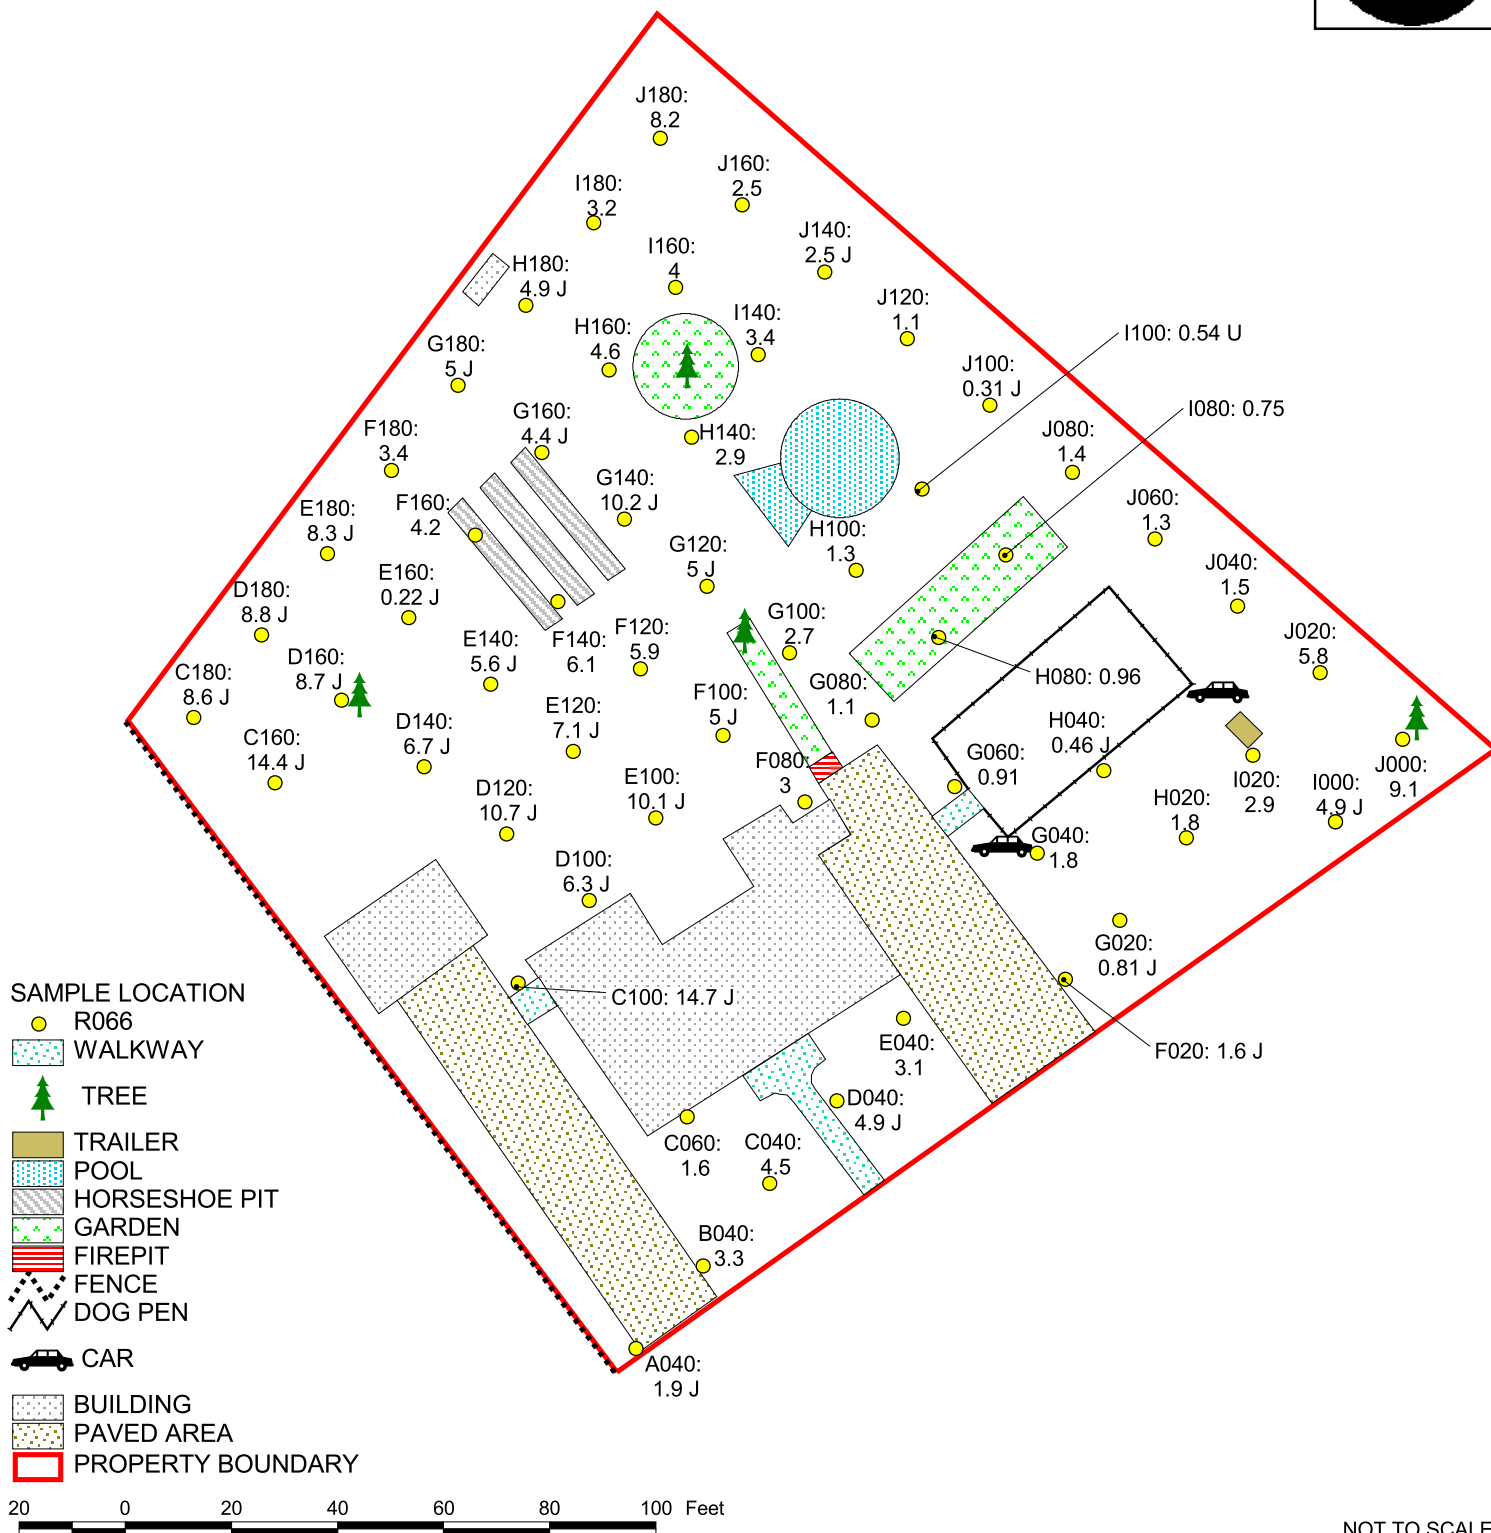 J180:
8.2
J160:
2.5
I180:
3.2
J140:
2.5 J
I160:
4
H180:
4.9 J
J120:
1.1
I140:
3.4
H160:
4.6
I100: 0.54 U
G180:
5 J
J100:
0.31 J
I080: 0.75
G160:
4.4 J
F180:
3.4
H140:
2.9
J080:
1.4
G140:
10.2 J
F160:
4.2
E180:
8.3 J
J060:
1.3
H100:
1.3
G120:
5 J
E160:
0.22 J
D180:
8.8 J
J040:
1.5
G100:
2.7
F120:
5.9
E140:
5.6 J
F140:
6.1
J020:
5.8
D160:
8.7 J
C180:
8.6 J
H080: 0.96
G080:
1.1
F100:
5 J
E120:
7.1 J
H040:
0.46 J
D140:
6.7 J
C160:
14.4 J
G060:
0.91
F080:
3
J000:
9.1
I020:
2.9
I000:
4.9 J
E100:
10.1 J
D120:
10.7 J
H020:
1.8
G040:
1.8
D100:
6.3 J
G020:
0.81 J
C100: 14.7 J
E040:
3.1
F020: 1.6 J
D040:
4.9 J
C060:
1.6
C040:
4.5
B040:
3.3
A040:
1.9 J
SAMPLE LOCATION
R066
WALKWAY
TREE
TRAILER
POOL
HORSESHOE PIT
GARDEN
FIREPIT
FENCE
DOG PEN
CAR
BUILDING
PAVED AREA
PROPERTY BOUNDARY
20 0 20 40 60 80 100 Feet
NOT TO SCALE